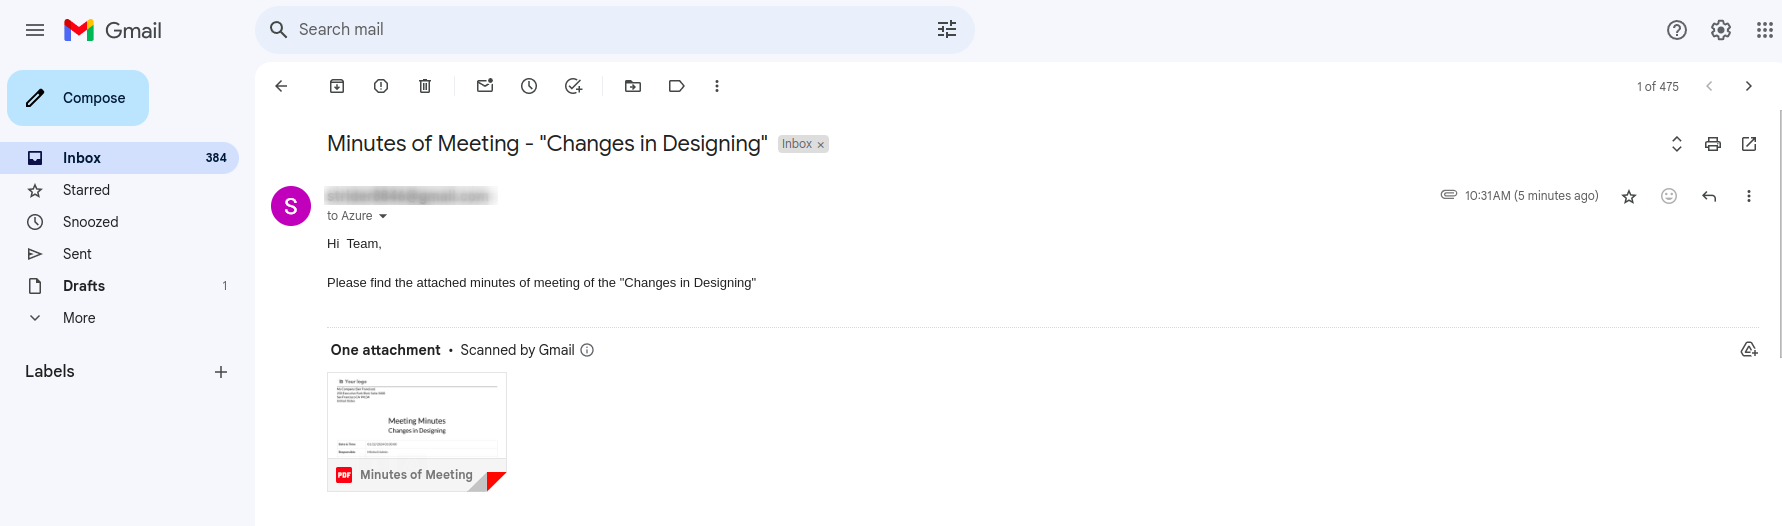 Gmail
Search mail
Compose
1 of 475
Minutes of Meeting - "Changes in Designing"
Inbox ×
Inbox 384
Starred
Snoozed
Sent
Drafts 1
More
Labels
S
10:31AM (5 minutes ago)
to Azure
Hi Team,
Please find the attached minutes of meeting of the "Changes in Designing"
One attachment • Scanned by Gmail
Your logo
Meeting Minutes
Changes in Designing
PDF Minutes of Meeting